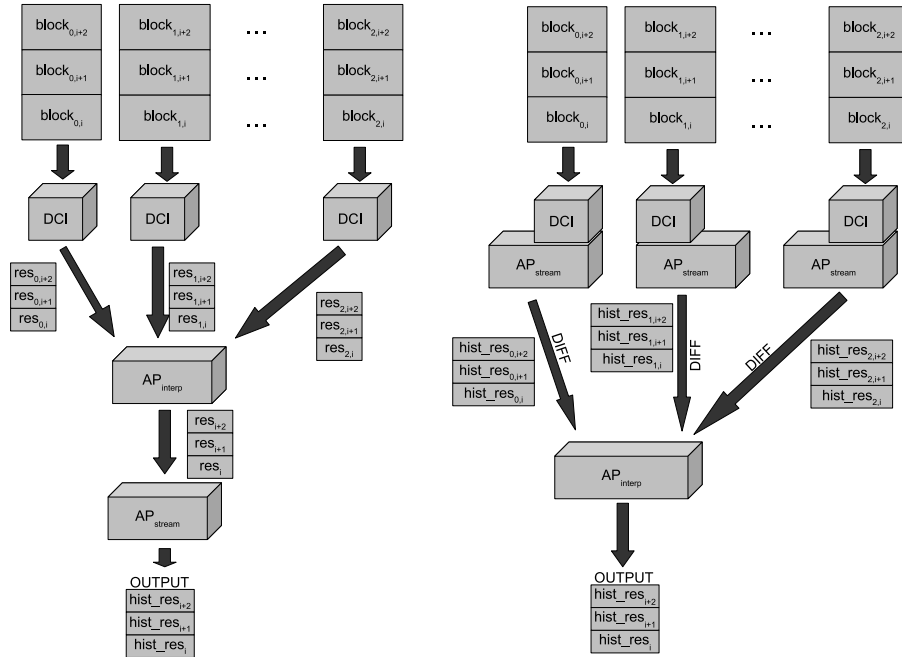 block0,i+2
block1,i+2
...
block2,i+2
block0,i+1
block1,i+1
...
block2,i+1
block0,i
block1,i
...
block2,i
DCI
DCI
DCI
res0,i+2
res0,i+1
res0,i
res1,i+2
res1,i+1
res1,i
res2,i+2
res2,i+1
res2,i
APinterp
resi+2
resi+1
resi
APstream
OUTPUT
hist_resi+2
hist_resi+1
hist_resi
block0,i+2
block1,i+2
...
block2,i+2
block0,i+1
block1,i+1
...
block2,i+1
block0,i
block1,i
...
block2,i
DCI
DCI
DCI
APstream
APstream
APstream
hist_res0,i+2
hist_res0,i+1
hist_res0,i
DIFF
hist_res1,i+2
hist_res1,i+1
hist_res1,i
DIFF
DIFF
hist_res2,i+2
hist_res2,i+1
hist_res2,i
APinterp
OUTPUT
hist_resi+2
hist_resi+1
hist_resi